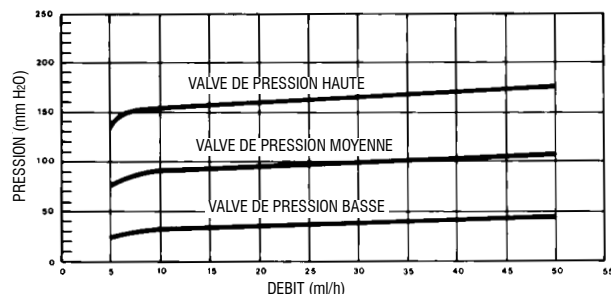 250
200
VALVE DE PRESSION HAUTE
150
VALVE DE PRESSION MOYENNE
100
VALVE DE PRESSION BASSE
50
0
PRESSION (mm H2O)
0 5 10 15 20 25 30 35 40 45 50 55
DEBIT (ml/h)